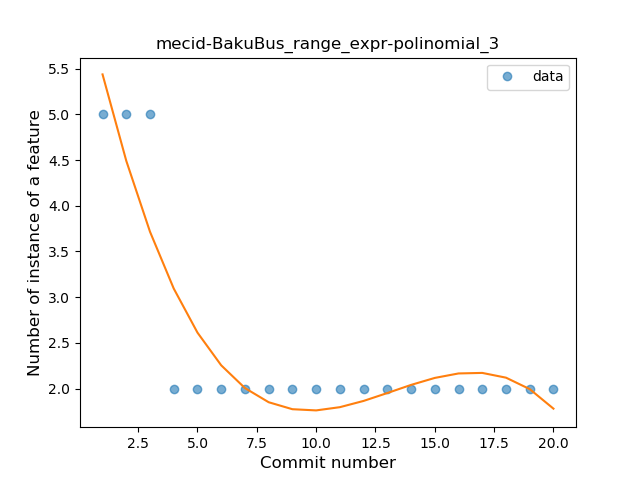 mecid-BakuBus_range_expr-polinomial_3
data
Number of instance of a feature
5.5
5.0
4.5
4.0
3.5
3.0
2.5
2.0
2.5 5.0 7.5 10.0 12.5 15.0 17.5 20.0
Commit number